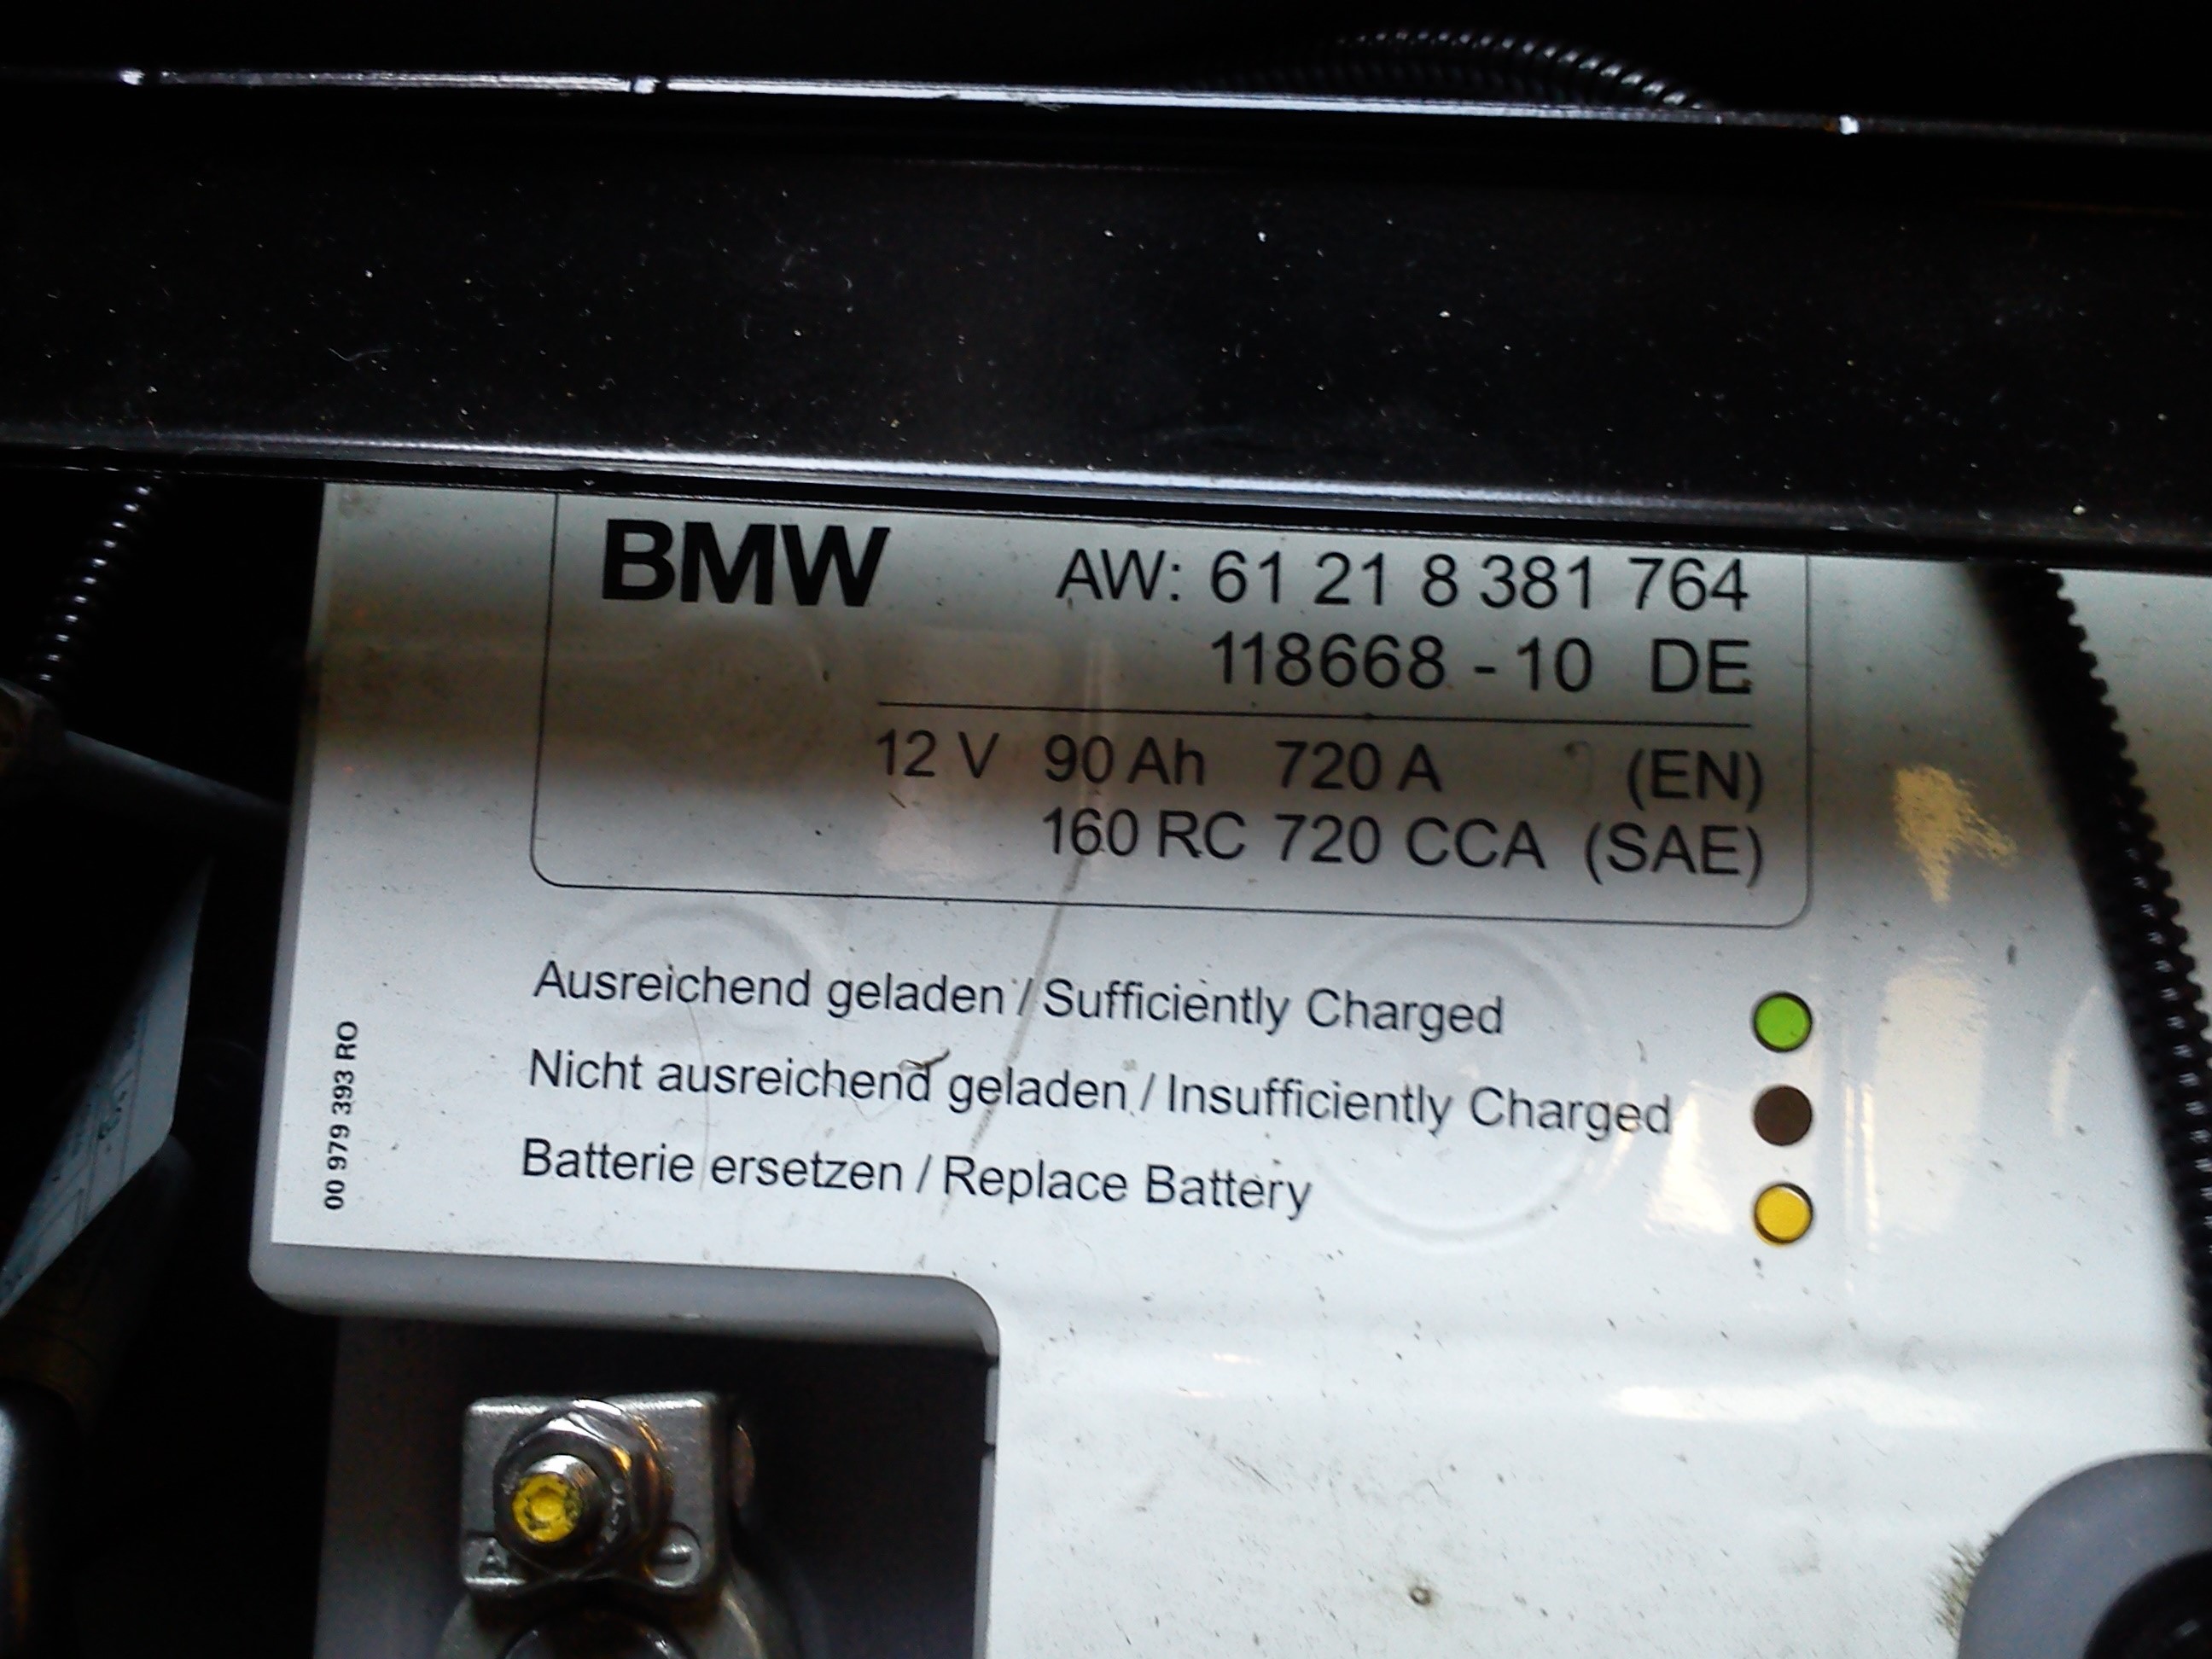 BMW AW: 61 21 8 381 764
118668 - 10 DE
12 V 90 Ah 720 A (EN)
160 RC 720 CCA (SAE)
Ausreichend geladen / Sufficiently Charged
Nicht ausreichend geladen / Insufficiently Charged
Batterie ersetzen / Replace Battery
00 979 393 RO
A